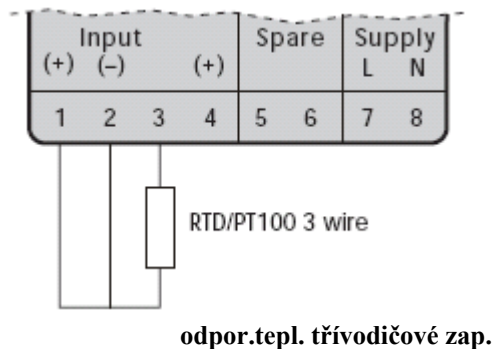 Input Spare Supply
(+) (–) (+) L N
1 2 3 4 5 6 7 8
RTD/PT100 3 wire
odpor.tepl. třívodičové zap.